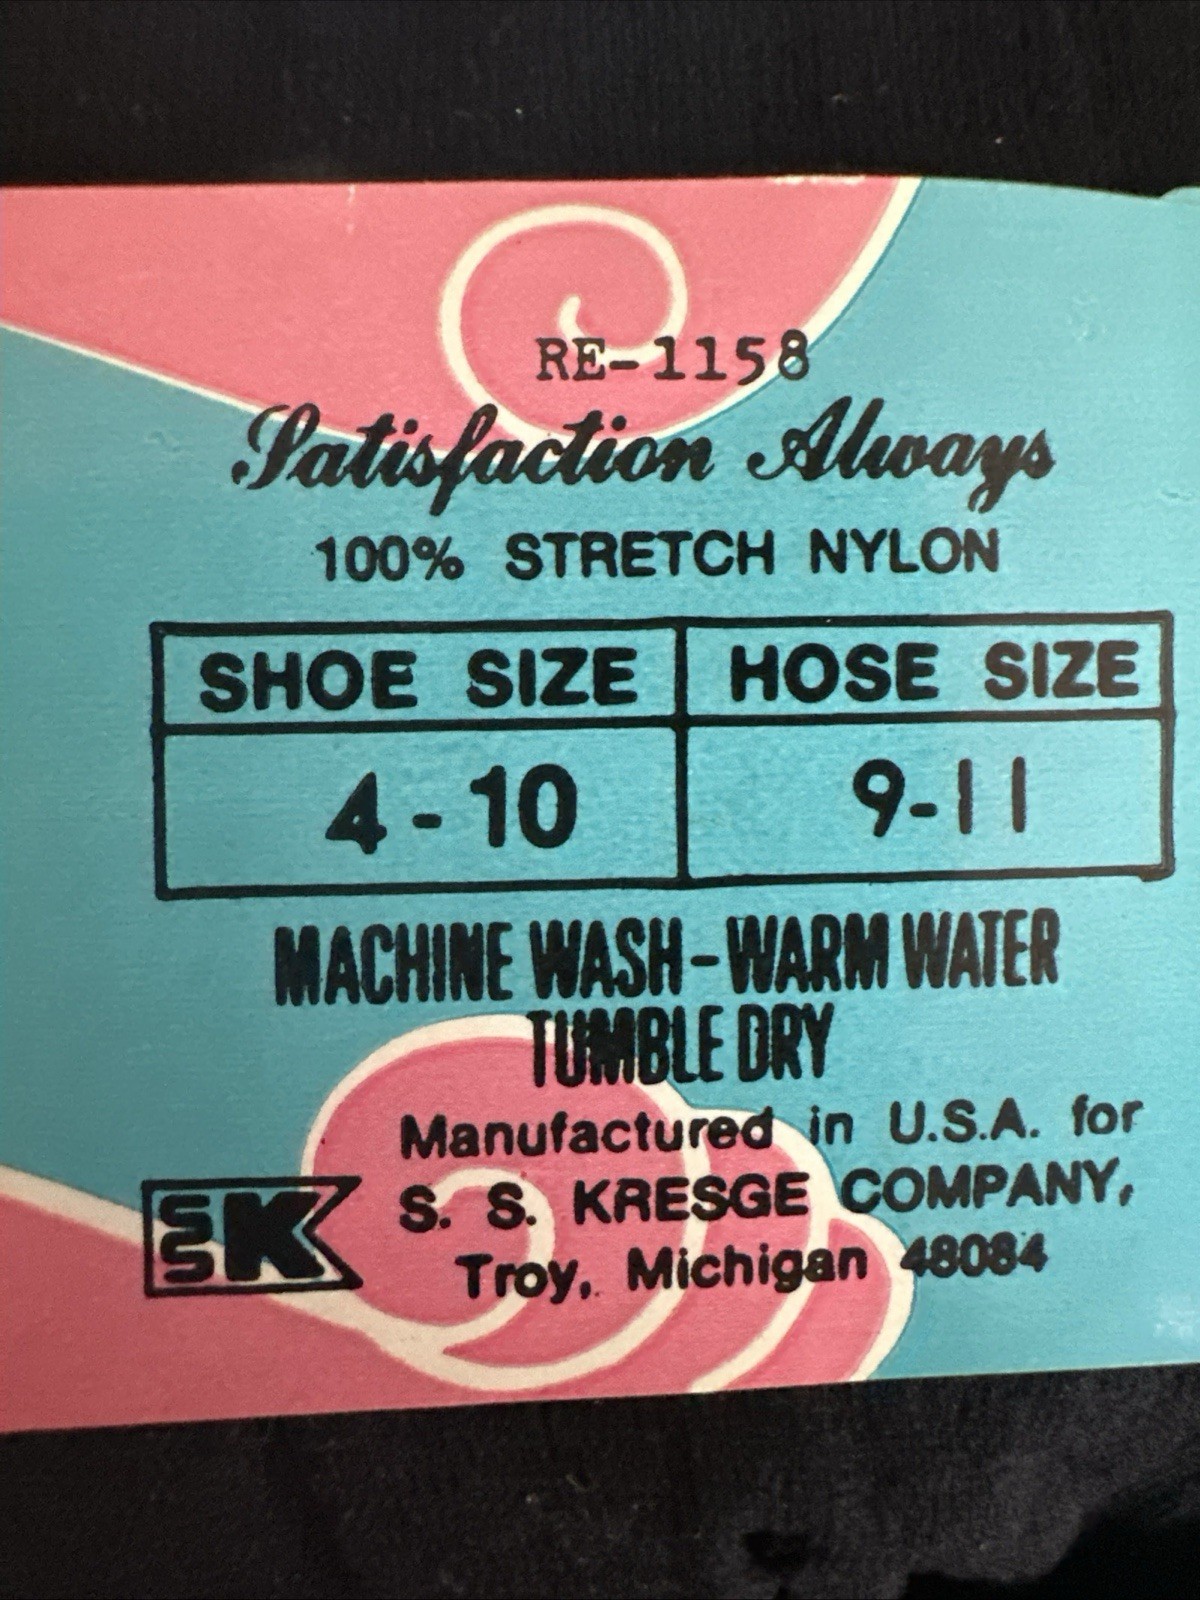 RE-1158
Satisfaction Always
100% STRETCH NYLON
SHOE SIZE HOSE SIZE
4 - 10 9-11
MACHINE WASH - WARM WATER
TUMBLE DRY
Manufactured in U.S.A. for
S. S. KRESGE COMPANY,
Troy, Michigan 48084
SSK